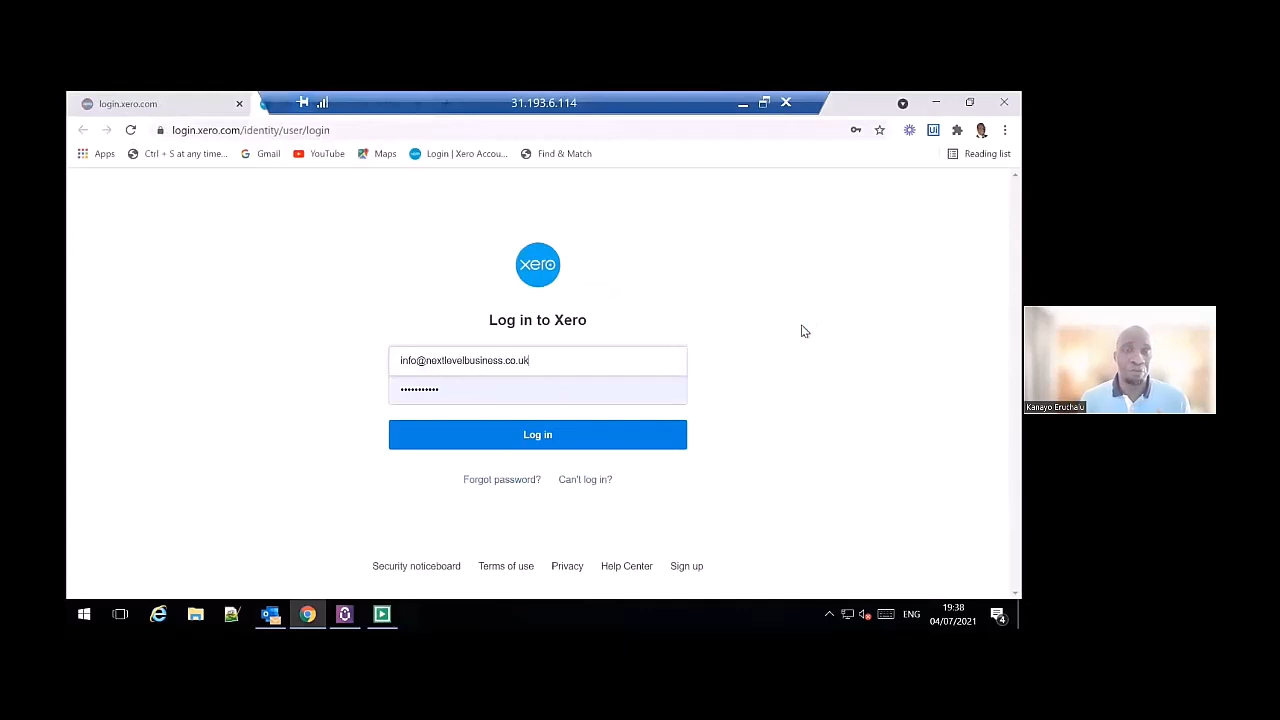 login.xero.com
31.193.6.114
login.xero.com/identity/user/login
Apps
Ctrl + S at any time...
Gmail
YouTube
Maps
Login | Xero Accou...
Find & Match
Reading list
xero
Log in to Xero
info@nextlevelbusiness.co.uk
•••••••••••
Log in
Forgot password? Can't log in?
Security noticeboard Terms of use Privacy Help Center Sign up
Kanayo Eruchalu
ENG
19:38
04/07/2021
4
Ui